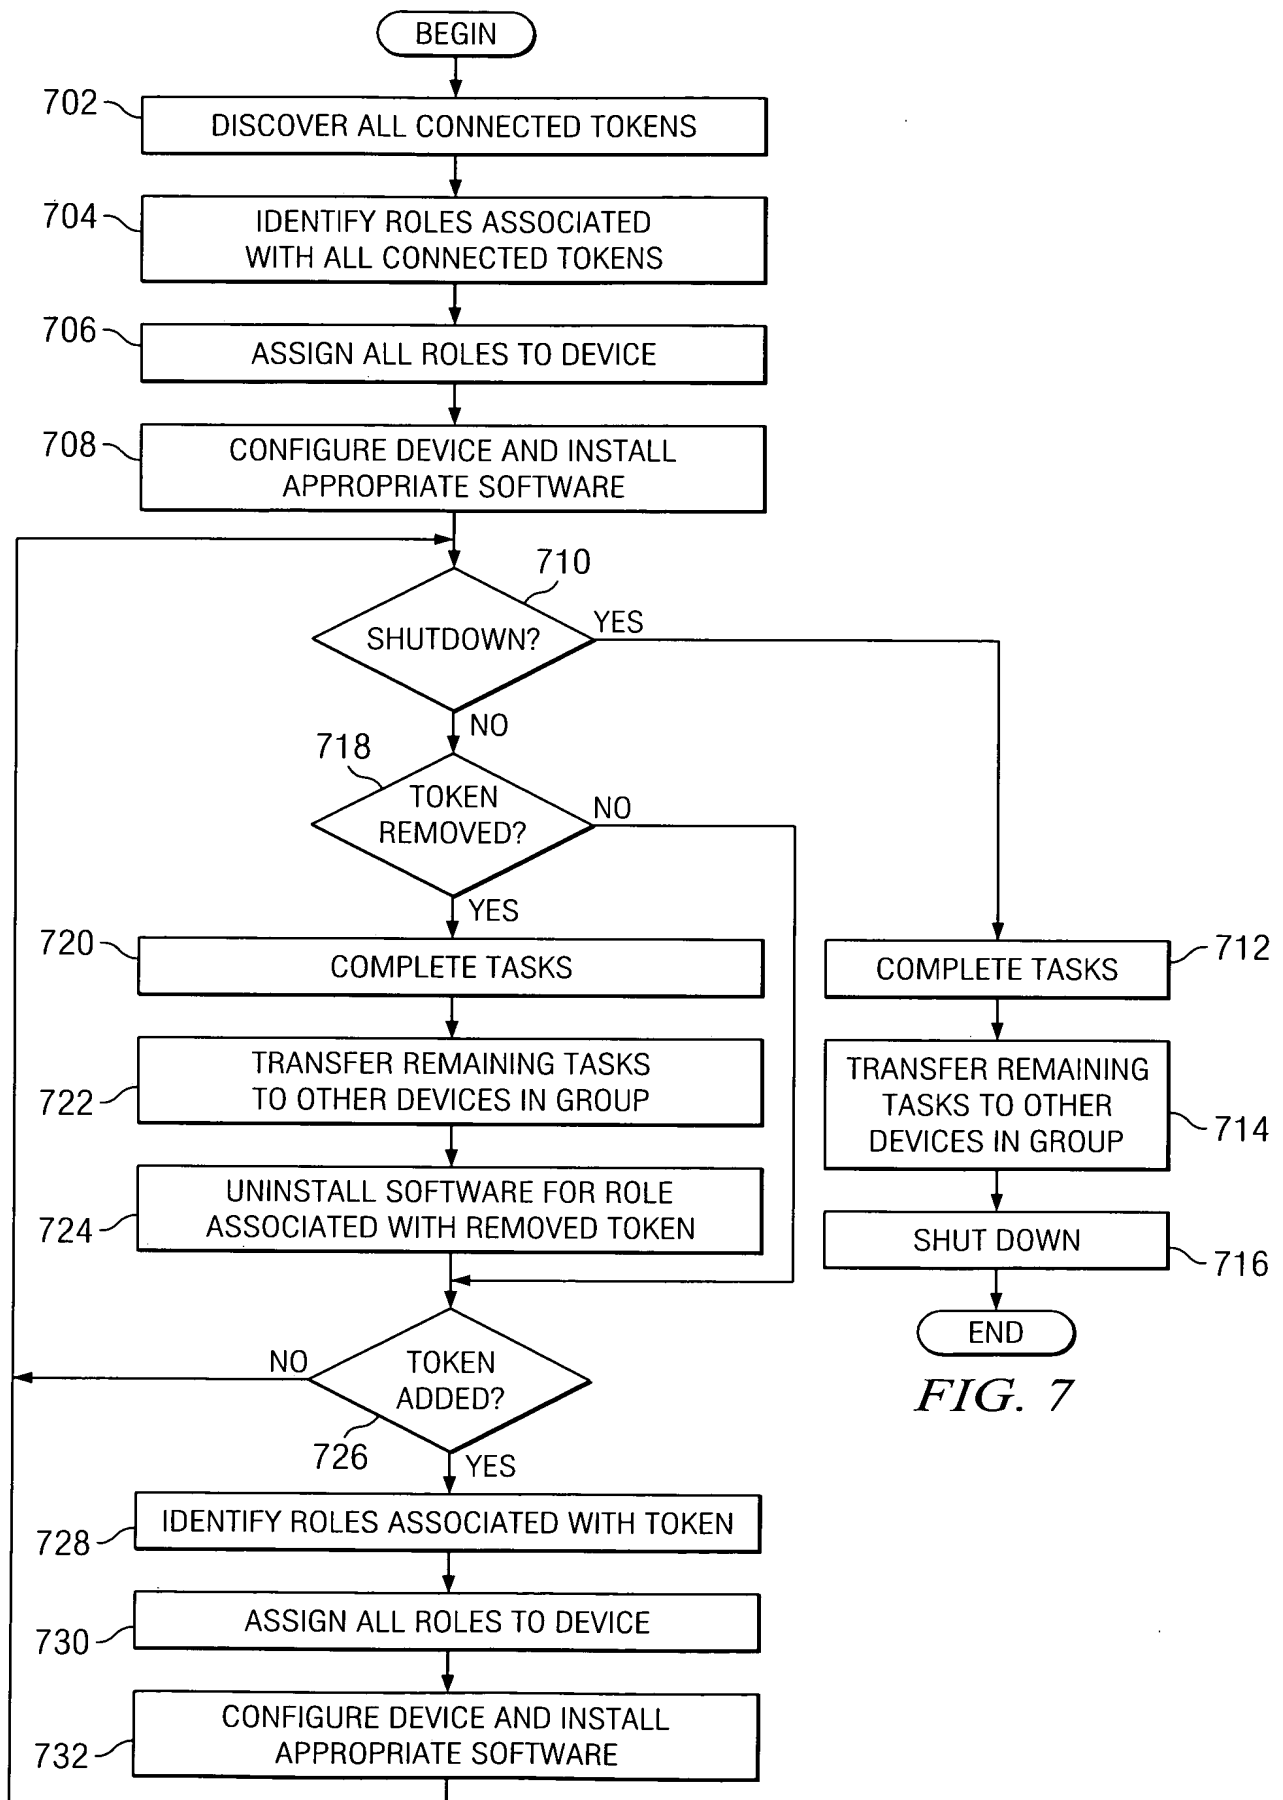 BEGIN
702
DISCOVER ALL CONNECTED TOKENS
704
IDENTIFY ROLES ASSOCIATED
WITH ALL CONNECTED TOKENS
706
ASSIGN ALL ROLES TO DEVICE
708
CONFIGURE DEVICE AND INSTALL
APPROPRIATE SOFTWARE
710
SHUTDOWN?
YES
NO
718
TOKEN
REMOVED?
NO
YES
720
COMPLETE TASKS
722
TRANSFER REMAINING TASKS
TO OTHER DEVICES IN GROUP
724
UNINSTALL SOFTWARE FOR ROLE
ASSOCIATED WITH REMOVED TOKEN
712
COMPLETE TASKS
TRANSFER REMAINING
TASKS TO OTHER
DEVICES IN GROUP
714
SHUT DOWN
716
END
FIG. 7
NO
TOKEN
ADDED?
726
YES
728
IDENTIFY ROLES ASSOCIATED WITH TOKEN
730
ASSIGN ALL ROLES TO DEVICE
732
CONFIGURE DEVICE AND INSTALL
APPROPRIATE SOFTWARE